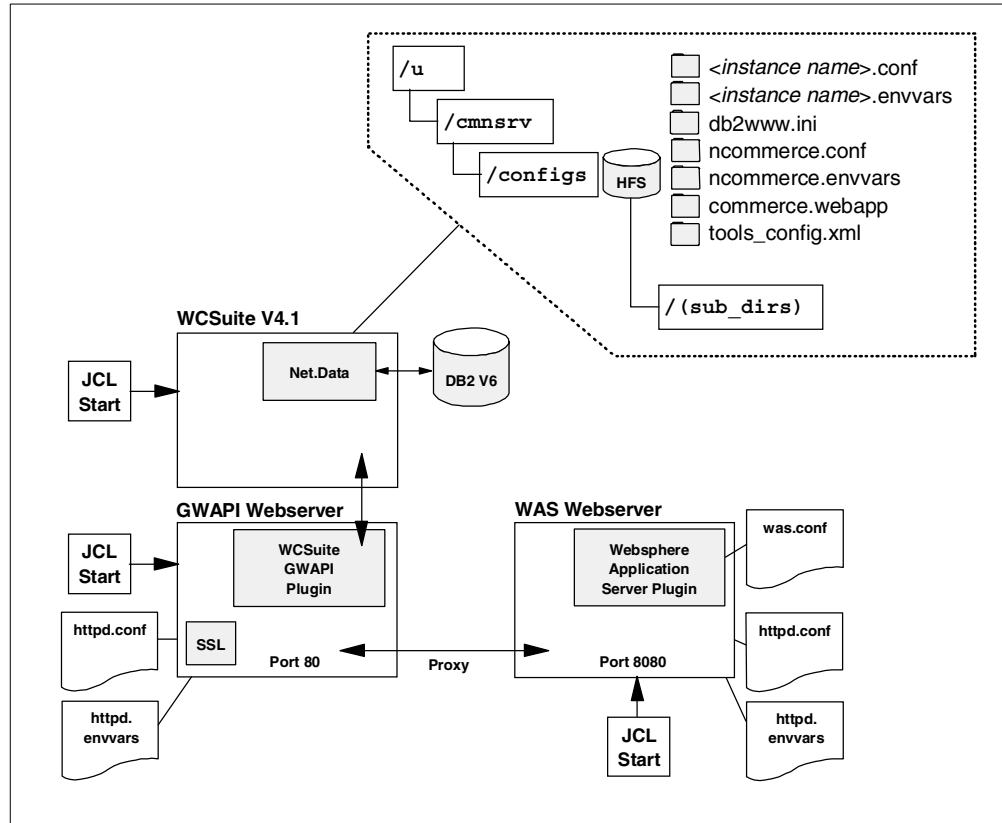 /u
/cmnsrv
/configs
HFS
<instance name>.conf
<instance name>.envvars
db2www.ini
ncommerce.conf
ncommerce.envvars
commerce.webapp
tools_config.xml
/(sub_dirs)
WCSuite V4.1
JCL
Start
Net.Data
DB2 V6
GWAPI Webserver
JCL
Start
WCSuite
GWAPI
Plugin
httpd.conf
SSL
Port 80
httpd.
envvars
Proxy
WAS Webserver
Websphere
Application
Server Plugin
was.conf
httpd.conf
Port 8080
httpd.
envvars
JCL
Start